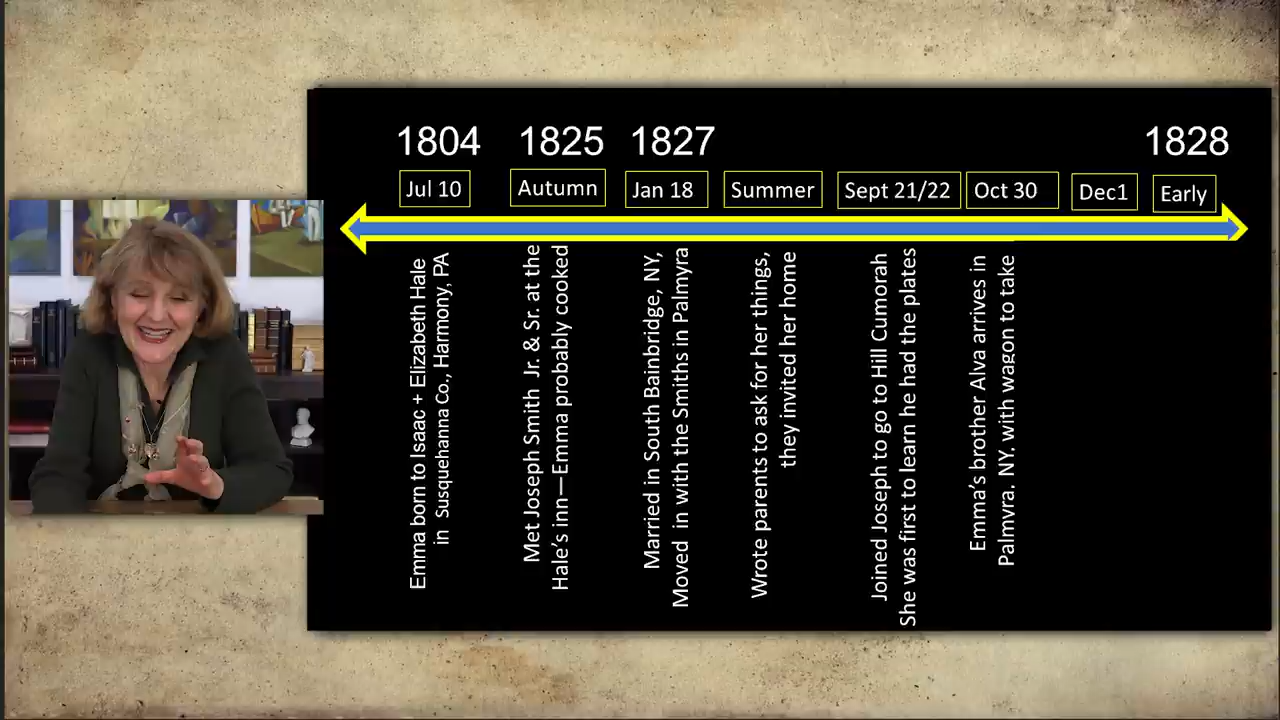 1804
1825
1827
1828
Jul 10
Autumn
Jan 18
Summer
Sept 21/22
Oct 30
Dec1
Early
Emma born to Isaac + Elizabeth Hale
in Susquehanna Co., Harmony, PA
Met Joseph Smith Jr. & Sr. at the
Hale's inn—Emma probably cooked
Married in South Bainbridge, NY,
Moved in with the Smiths in Palmyra
Wrote parents to ask for her things,
they invited her home
Joined Joseph to go to Hill Cumorah
She was first to learn he had the plates
Emma's brother Alva arrives in
Palmyra, NY, with wagon to take